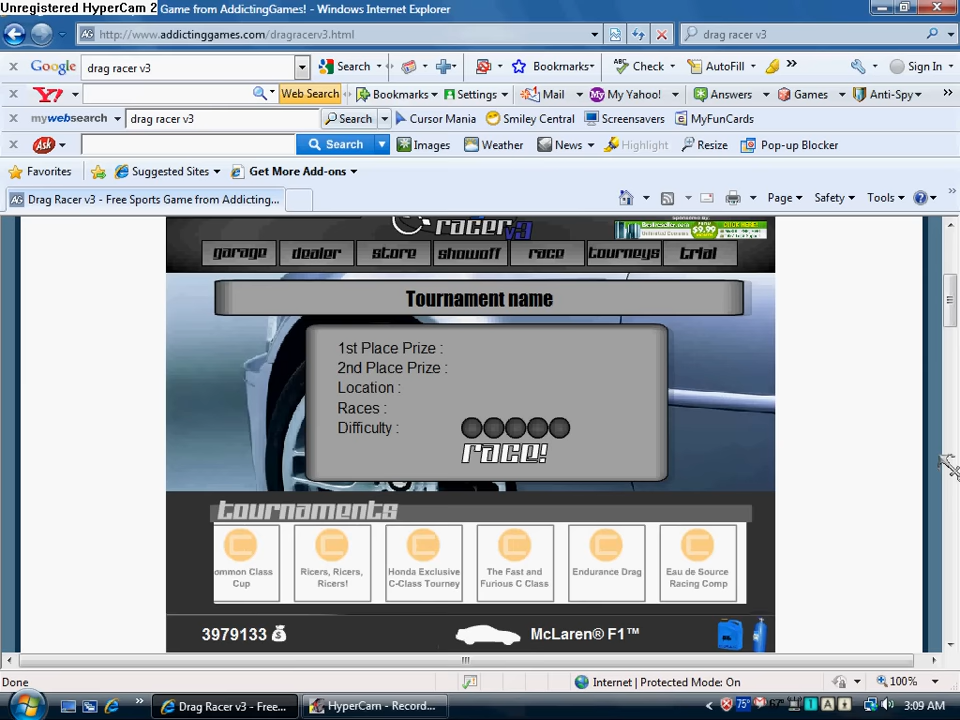 Unregistered HyperCam 2
Game from AddictingGames! - Windows Internet Explorer
http://www.addictinggames.com/dragracerv3.html
drag racer v3
Google
drag racer v3
Search
Bookmarks
Check
AutoFill
Sign In
Y!
Web Search
Bookmarks
Settings
Mail
My Yahoo!
Answers
Games
Anti-Spy
mywebsearch
drag racer v3
Search
Cursor Mania
Smiley Central
Screensavers
MyFunCards
Ask
Search
Images
Weather
News
Highlight
Resize
Pop-up Blocker
Favorites
Suggested Sites
Get More Add-ons
AG
Drag Racer v3 - Free Sports Game from AddictingGames!...
Page
Safety
Tools
racer v3
$9.99
garage
dealer
store
showoff
race
tourneys
trial
Tournament name
1st Place Prize :
2nd Place Prize :
Location :
Races :
Difficulty :
race!
tournaments
C
C
C
C
C
C
ommon Class
Cup
Ricers, Ricers,
Ricers!
Honda Exclusive
C-Class Tourney
The Fast and
Furious C Class
Endurance Drag
Eau de Source
Racing Comp
3979133
McLaren® F1™
Done
Internet | Protected Mode: On
100%
Drag Racer v3 - Free...
HyperCam - Record...
75°
67°
3:09 AM